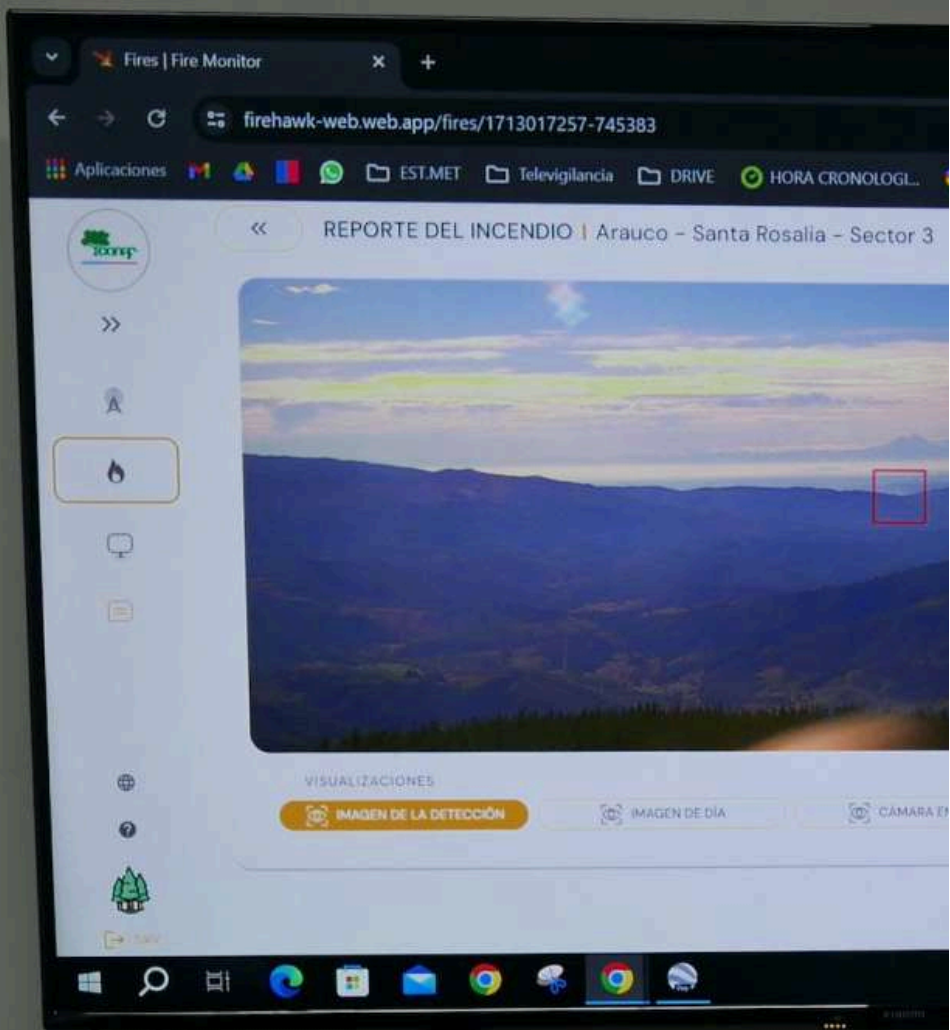 Fires | Fire Monitor
firehawk-web.web.app/fires/1713017257-745383
Aplicaciones EST.MET Televigilancia DRIVE HORA CRONOLOGI...
REPORTE DEL INCENDIO | Arauco - Santa Rosalia - Sector 3
VISUALIZACIONES
IMAGEN DE LA DETECCIÓN IMAGEN DE DÍA CÁMARA EN
XIAOMI